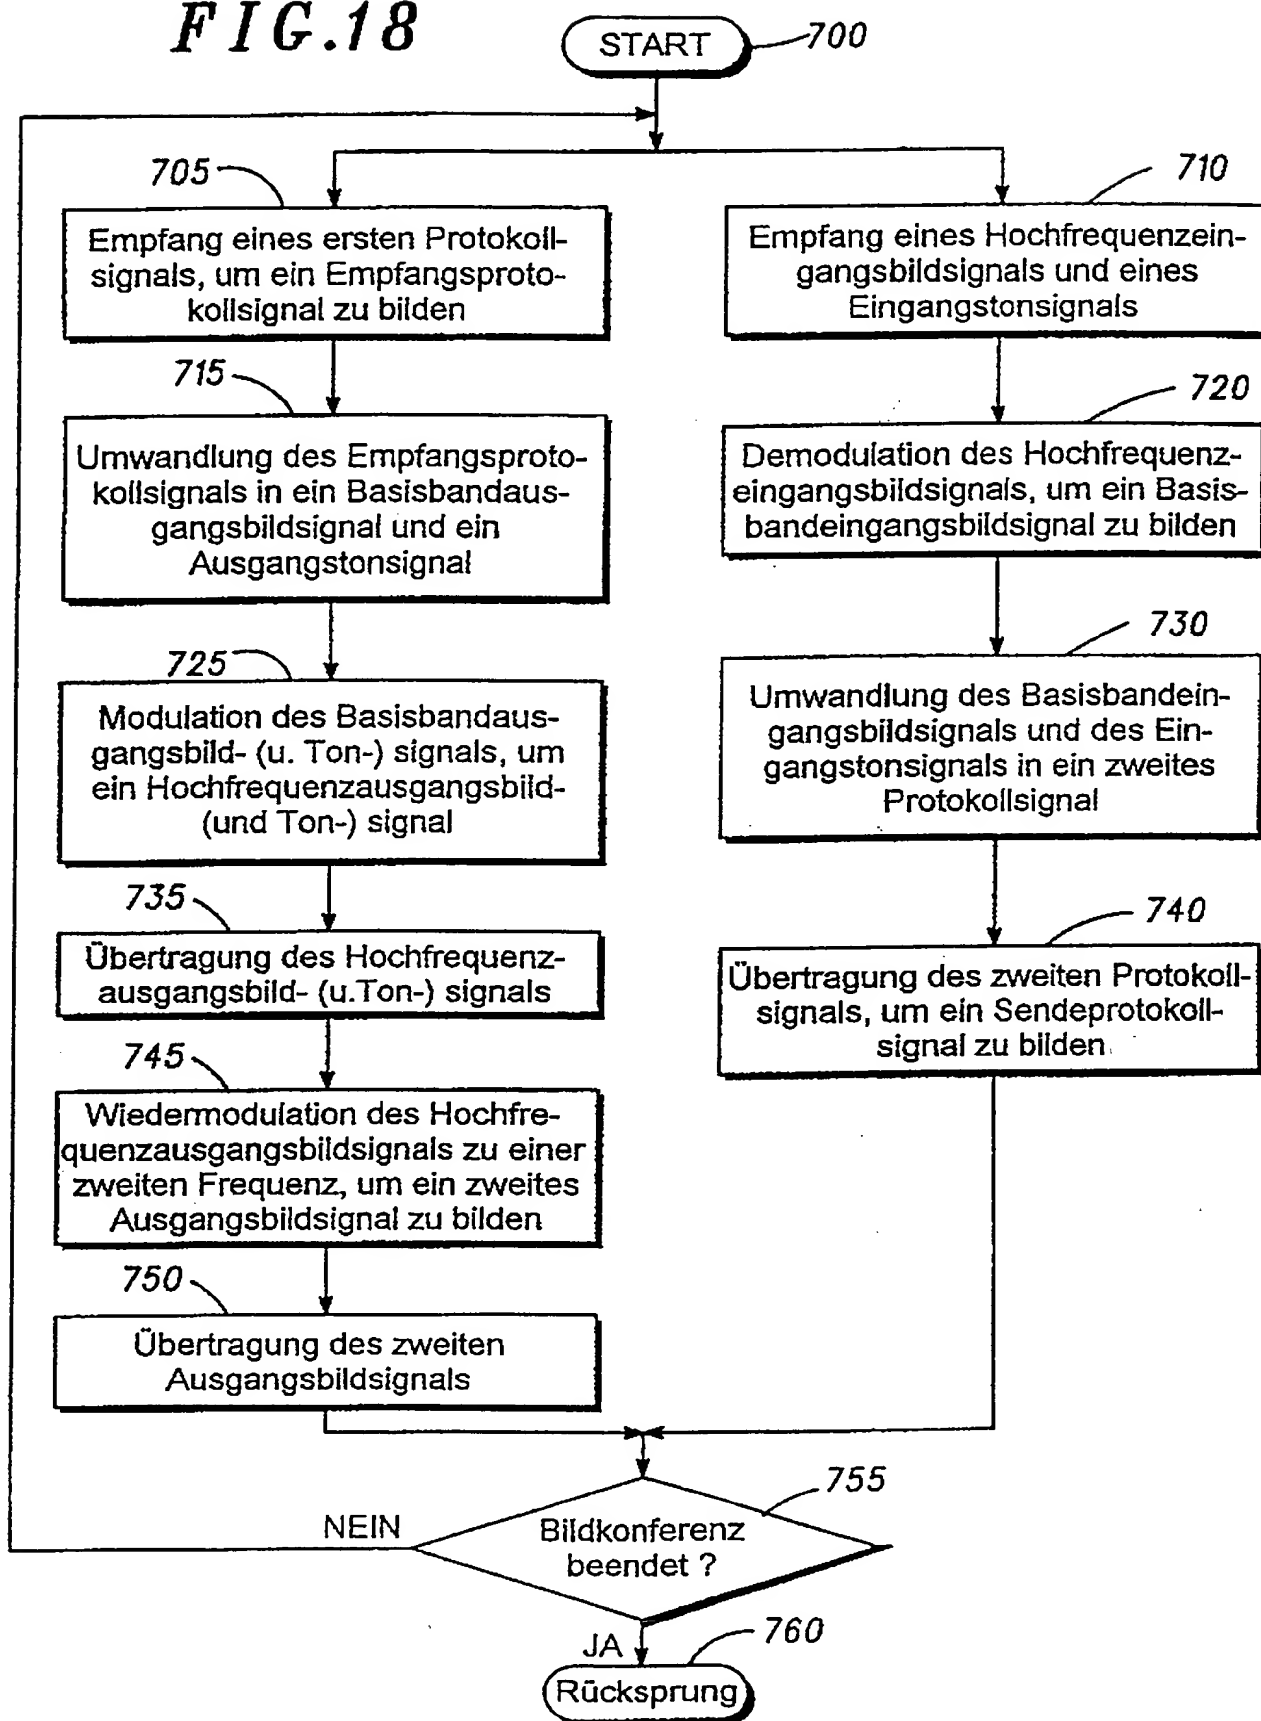 FIG.18
START
700
705
Empfang eines ersten Protokoll-
signals, um ein Empfangsproto-
kollsignal zu bilden
710
Empfang eines Hochfrequenzein-
gangsbildsignals und eines
Eingangstonsignals
715
Umwandlung des Empfangsproto-
kollsignals in ein Basisbandaus-
gangsbildsignal und ein
Ausgangstonsignal
720
Demodulation des Hochfrequenz-
eingangsbildsignals, um ein Basis-
bandeingangsbildsignal zu bilden
725
Modulation des Basisbandaus-
gangsbild- (u. Ton-) signals, um
ein Hochfrequenzausgangsbild-
(und Ton-) signal
730
Umwandlung des Basisbandein-
gangsbildsignals und des Ein-
gangstonsignals in ein zweites
Protokollsignal
735
Übertragung des Hochfrequenz-
ausgangsbild- (u.Ton-) signals
740
Übertragung des zweiten Protokoll-
signals, um ein Sendeprotokoll-
signal zu bilden
745
Wiedermodulation des Hochfre-
quenzausgangsbildsignals zu einer
zweiten Frequenz, um ein zweites
Ausgangsbildsignal zu bilden
750
Übertragung des zweiten
Ausgangsbildsignals
755
Bildkonferenz
beendet ?
NEIN
JA
760
Rücksprung